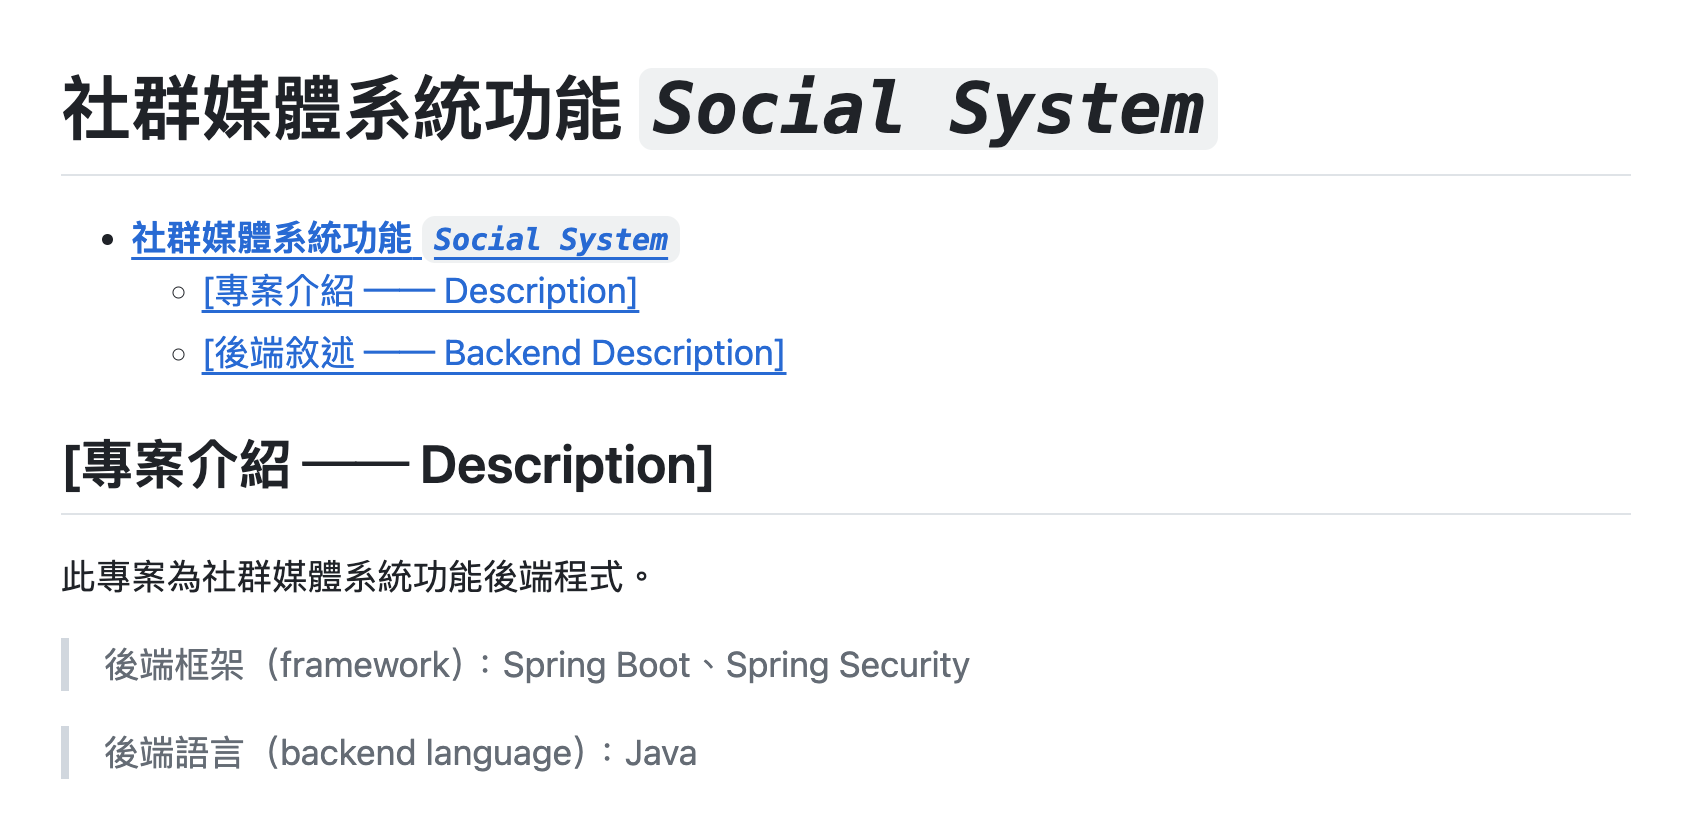 社群媒體系統功能 Social System
社群媒體系統功能 Social System
[專案介紹 —— Description]
[後端敘述 —— Backend Description]
[專案介紹 —— Description]
此專案為社群媒體系統功能後端程式。
後端框架（framework）：Spring Boot、Spring Security
後端語言（backend language）：Java